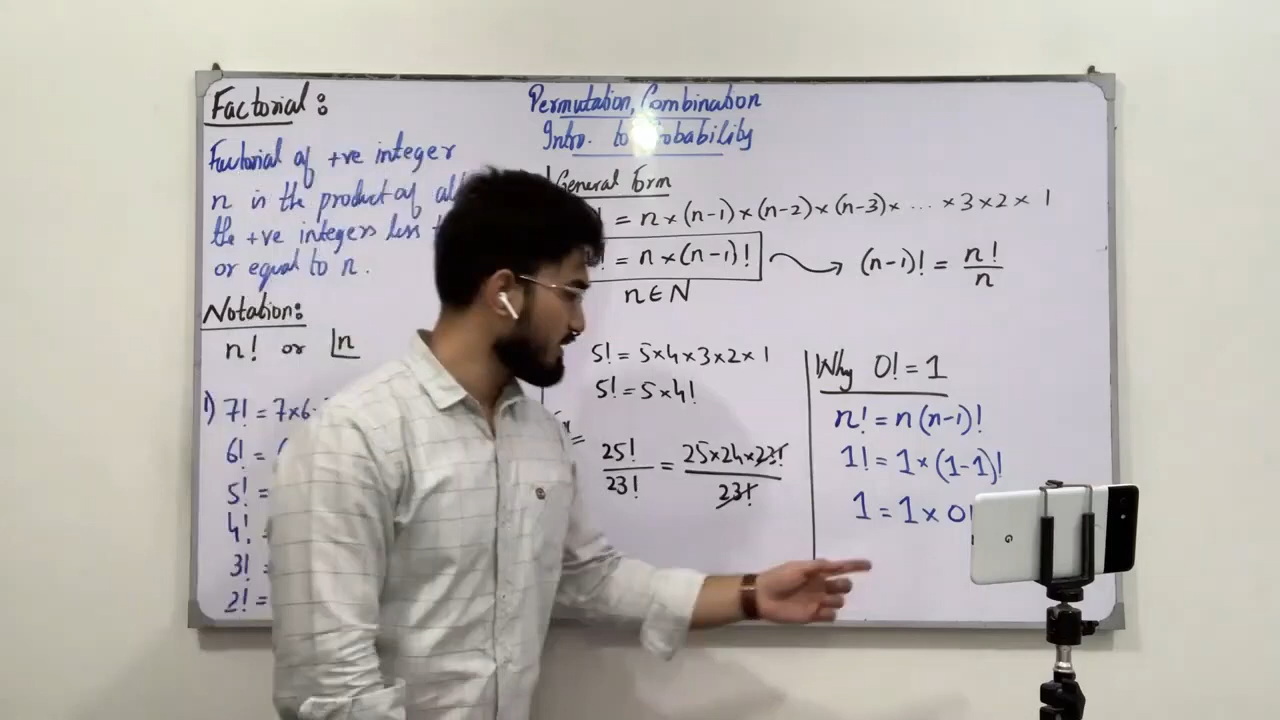 Factorial:
Factorial of +ve integer
n is the product of all
the +ve integers less
or equal to n.
Notation:
n! or |n
1) 7! = 7×6.
6! =
5! =
4! =
3! =
2! =
Permutation, Combination
Intro. to Probability
General Form
! = n×(n-1)×(n-2)×(n-3)× ... ×3×2×1
! = n×(n-1)! → (n-1)! = n!/n
n∈N
5! = 5×4×3×2×1
5! = 5×4!
=
25!/23! = 25×24×23!/23!
Why 0! = 1
n! = n(n-1)!
1! = 1×(1-1)!
1 = 1×0!
G